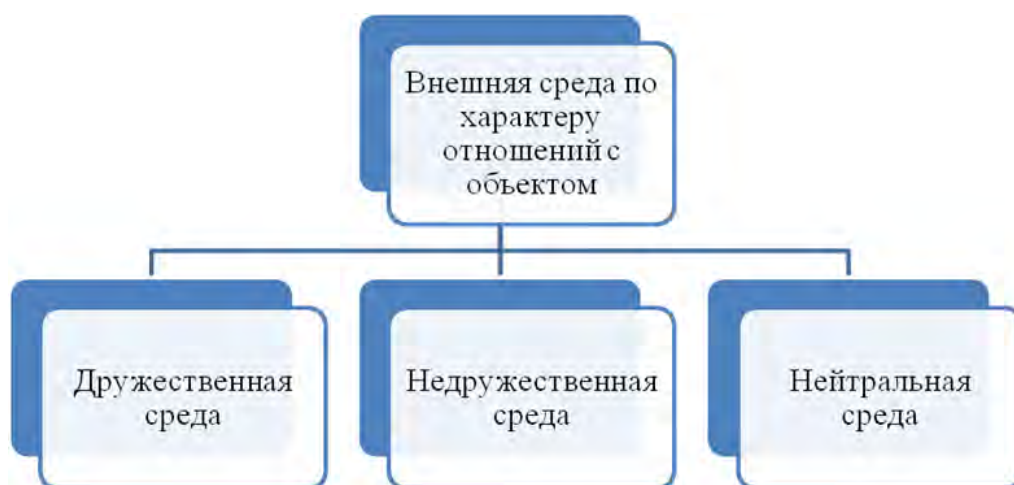 Внешняя среда по
характеру
отношений с
объектом
Дружественная
среда
Недружественная
среда
Нейтральная
среда